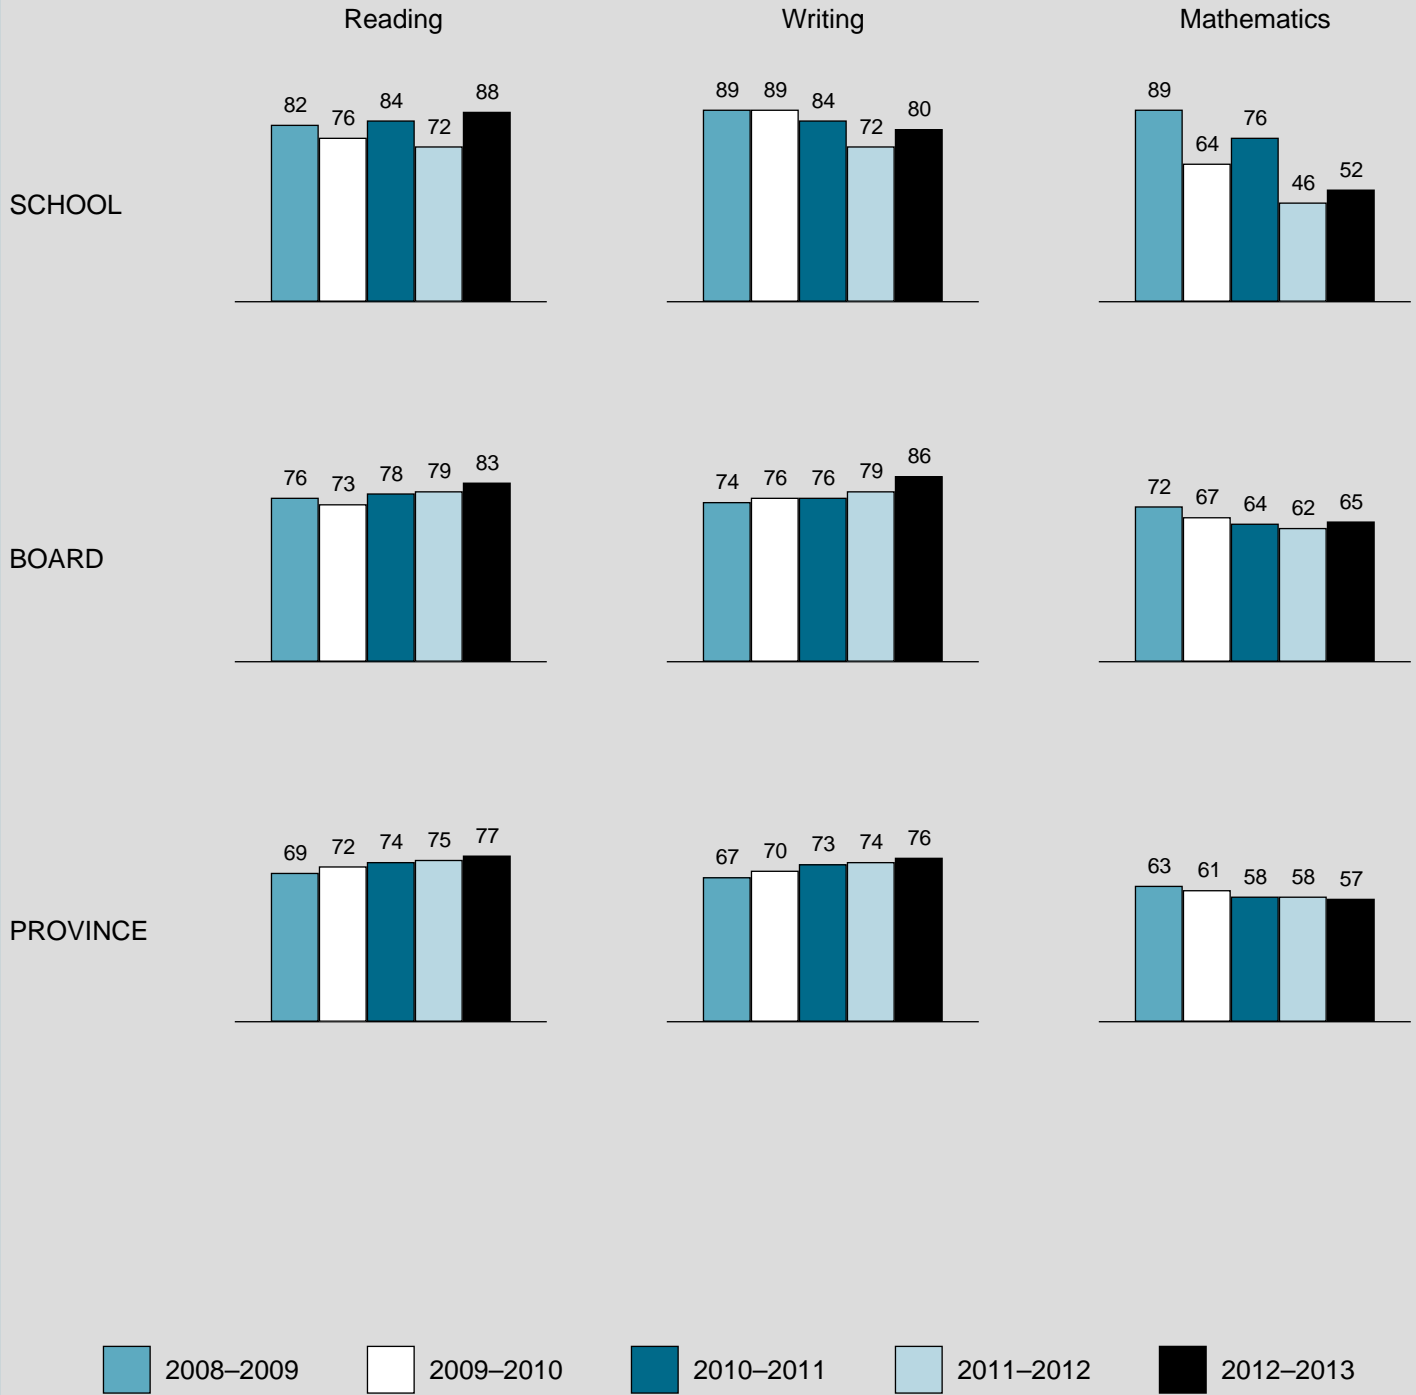 Reading Writing Mathematics
82 76 84 72 88
89 89 84 72 80
89 64 76 46 52
SCHOOL
76 73 78 79 83
74 76 76 79 86
72 67 64 62 65
BOARD
69 72 74 75 77
67 70 73 74 76
63 61 58 58 57
PROVINCE
2008–2009 2009–2010 2010–2011 2011–2012 2012–2013